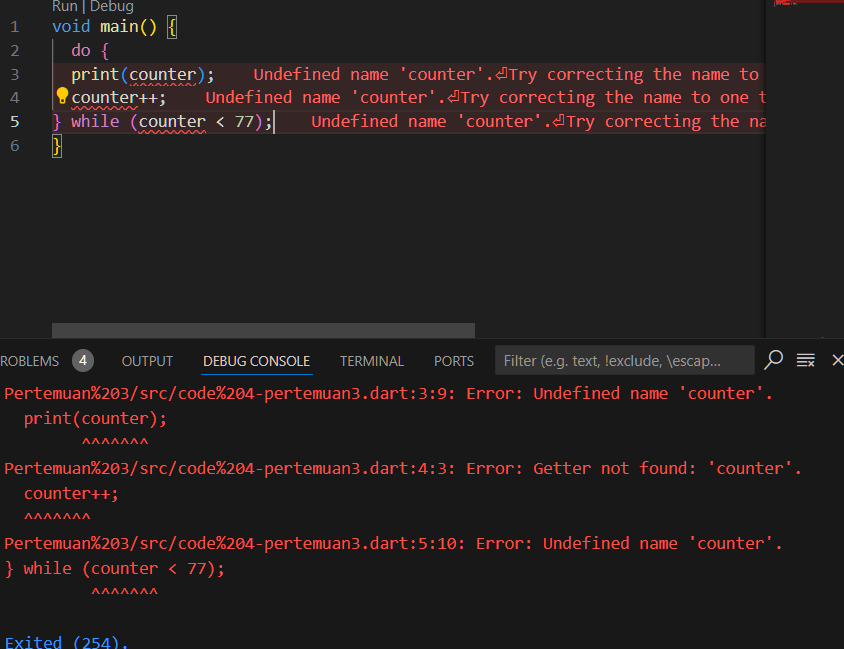 Run | Debug
1 void main() {
2 do {
3 print(counter); Undefined name 'counter'.⏎Try correcting the name to
4 counter++; Undefined name 'counter'.⏎Try correcting the name to one t
5 } while (counter < 77); Undefined name 'counter'.⏎Try correcting the na
6 }
ROBLEMS 4 OUTPUT DEBUG CONSOLE TERMINAL PORTS Filter (e.g. text, !exclude, \escap...
Pertemuan%203/src/code%204-pertemuan3.dart:3:9: Error: Undefined name 'counter'.
print(counter);
^^^^^^^
Pertemuan%203/src/code%204-pertemuan3.dart:4:3: Error: Getter not found: 'counter'.
counter++;
^^^^^^^
Pertemuan%203/src/code%204-pertemuan3.dart:5:10: Error: Undefined name 'counter'.
} while (counter < 77);
^^^^^^^
Exited (254).